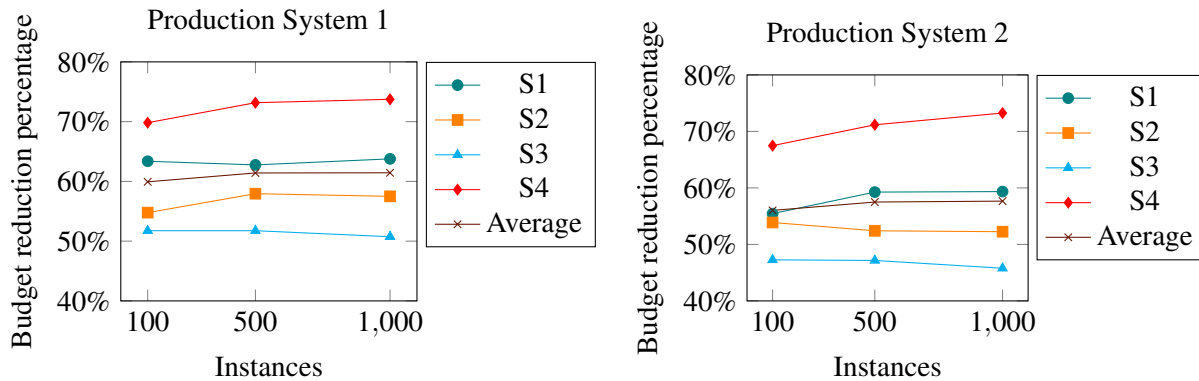 Production System 1
Budget reduction percentage
80%
70%
60%
50%
40%
100
500
1,000
Instances
S1
S2
S3
S4
Average
Production System 2
Budget reduction percentage
80%
70%
60%
50%
40%
100
500
1,000
Instances
S1
S2
S3
S4
Average